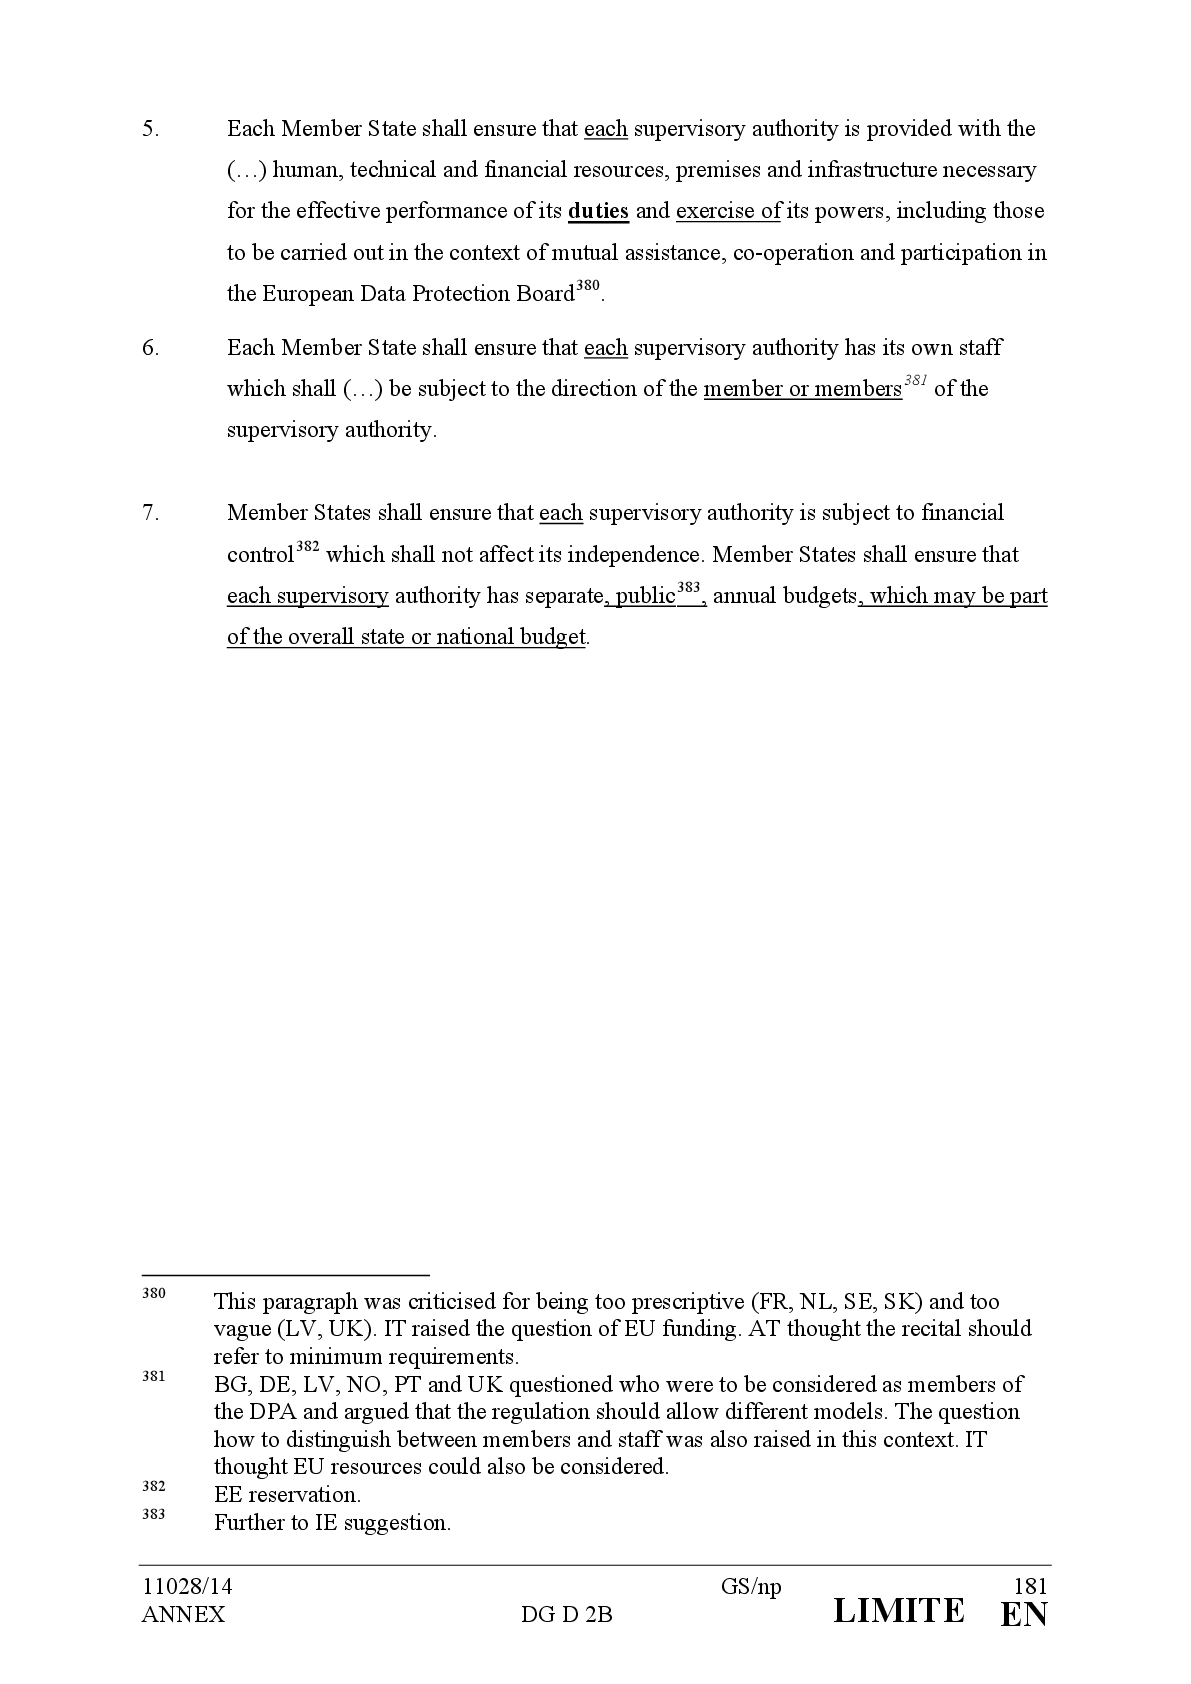 5. Each Member State shall ensure that each supervisory authority is provided with the
(…) human, technical and financial resources, premises and infrastructure necessary
for the effective performance of its duties and exercise of its powers, including those
to be carried out in the context of mutual assistance, co-operation and participation in
the European Data Protection Board380.
6. Each Member State shall ensure that each supervisory authority has its own staff
which shall (…) be subject to the direction of the member or members381 of the
supervisory authority.
7. Member States shall ensure that each supervisory authority is subject to financial
control382 which shall not affect its independence. Member States shall ensure that
each supervisory authority has separate, public383, annual budgets, which may be part
of the overall state or national budget.
380 This paragraph was criticised for being too prescriptive (FR, NL, SE, SK) and too
vague (LV, UK). IT raised the question of EU funding. AT thought the recital should
refer to minimum requirements.
381 BG, DE, LV, NO, PT and UK questioned who were to be considered as members of
the DPA and argued that the regulation should allow different models. The question
how to distinguish between members and staff was also raised in this context. IT
thought EU resources could also be considered.
382 EE reservation.
383 Further to IE suggestion.
11028/14 GS/np 181
ANNEX DG D 2B LIMITE EN